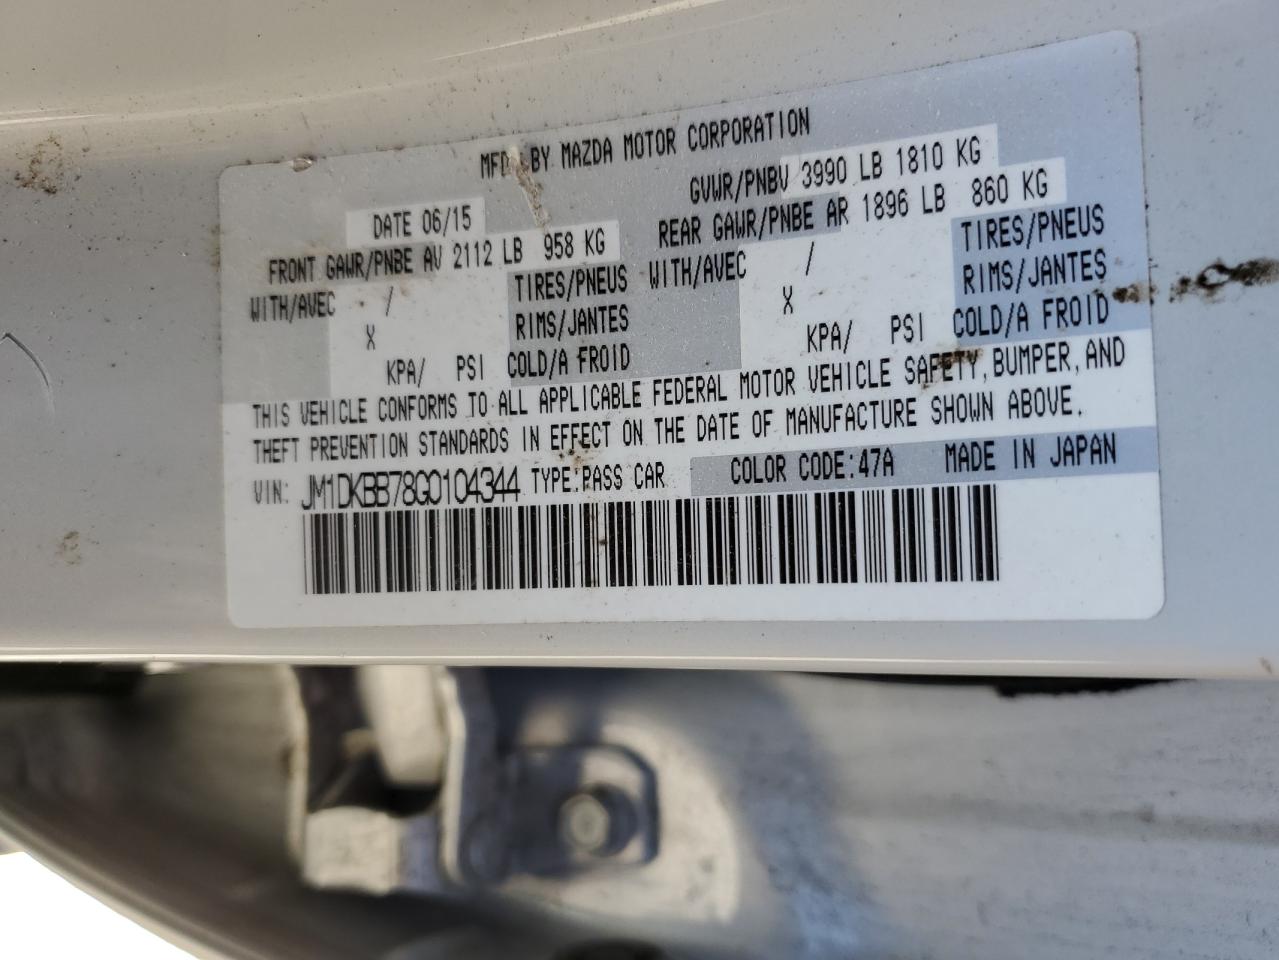 MFD. BY MAZDA MOTOR CORPORATION
DATE 06/15 GVWR/PNBV 3990 LB 1810 KG
FRONT GAWR/PNBE AV 2112 LB 958 KG REAR GAWR/PNBE AR 1896 LB 860 KG
WITH/AVEC / TIRES/PNEUS WITH/AVEC / TIRES/PNEUS
X RIMS/JANTES X RIMS/JANTES
KPA/ PSI COLD/A FROID KPA/ PSI COLD/A FROID
THIS VEHICLE CONFORMS TO ALL APPLICABLE FEDERAL MOTOR VEHICLE SAFETY, BUMPER, AND
THEFT PREVENTION STANDARDS IN EFFECT ON THE DATE OF MANUFACTURE SHOWN ABOVE.
VIN: JM1DKBB78G0104344 TYPE:PASS CAR COLOR CODE:47A MADE IN JAPAN